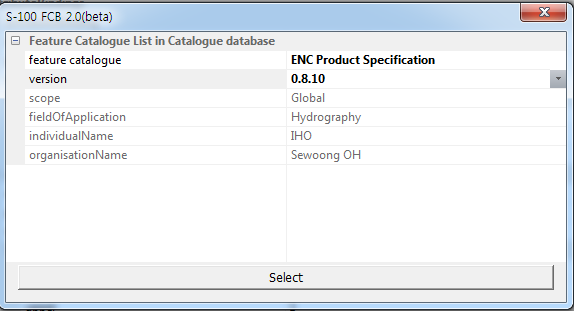 S-100 FCB 2.0(beta)
Feature Catalogue List in Catalogue database
feature catalogue ENC Product Specification
version 0.8.10
scope Global
fieldOfApplication Hydrography
individualName IHO
organisationName Sewoong OH
Select